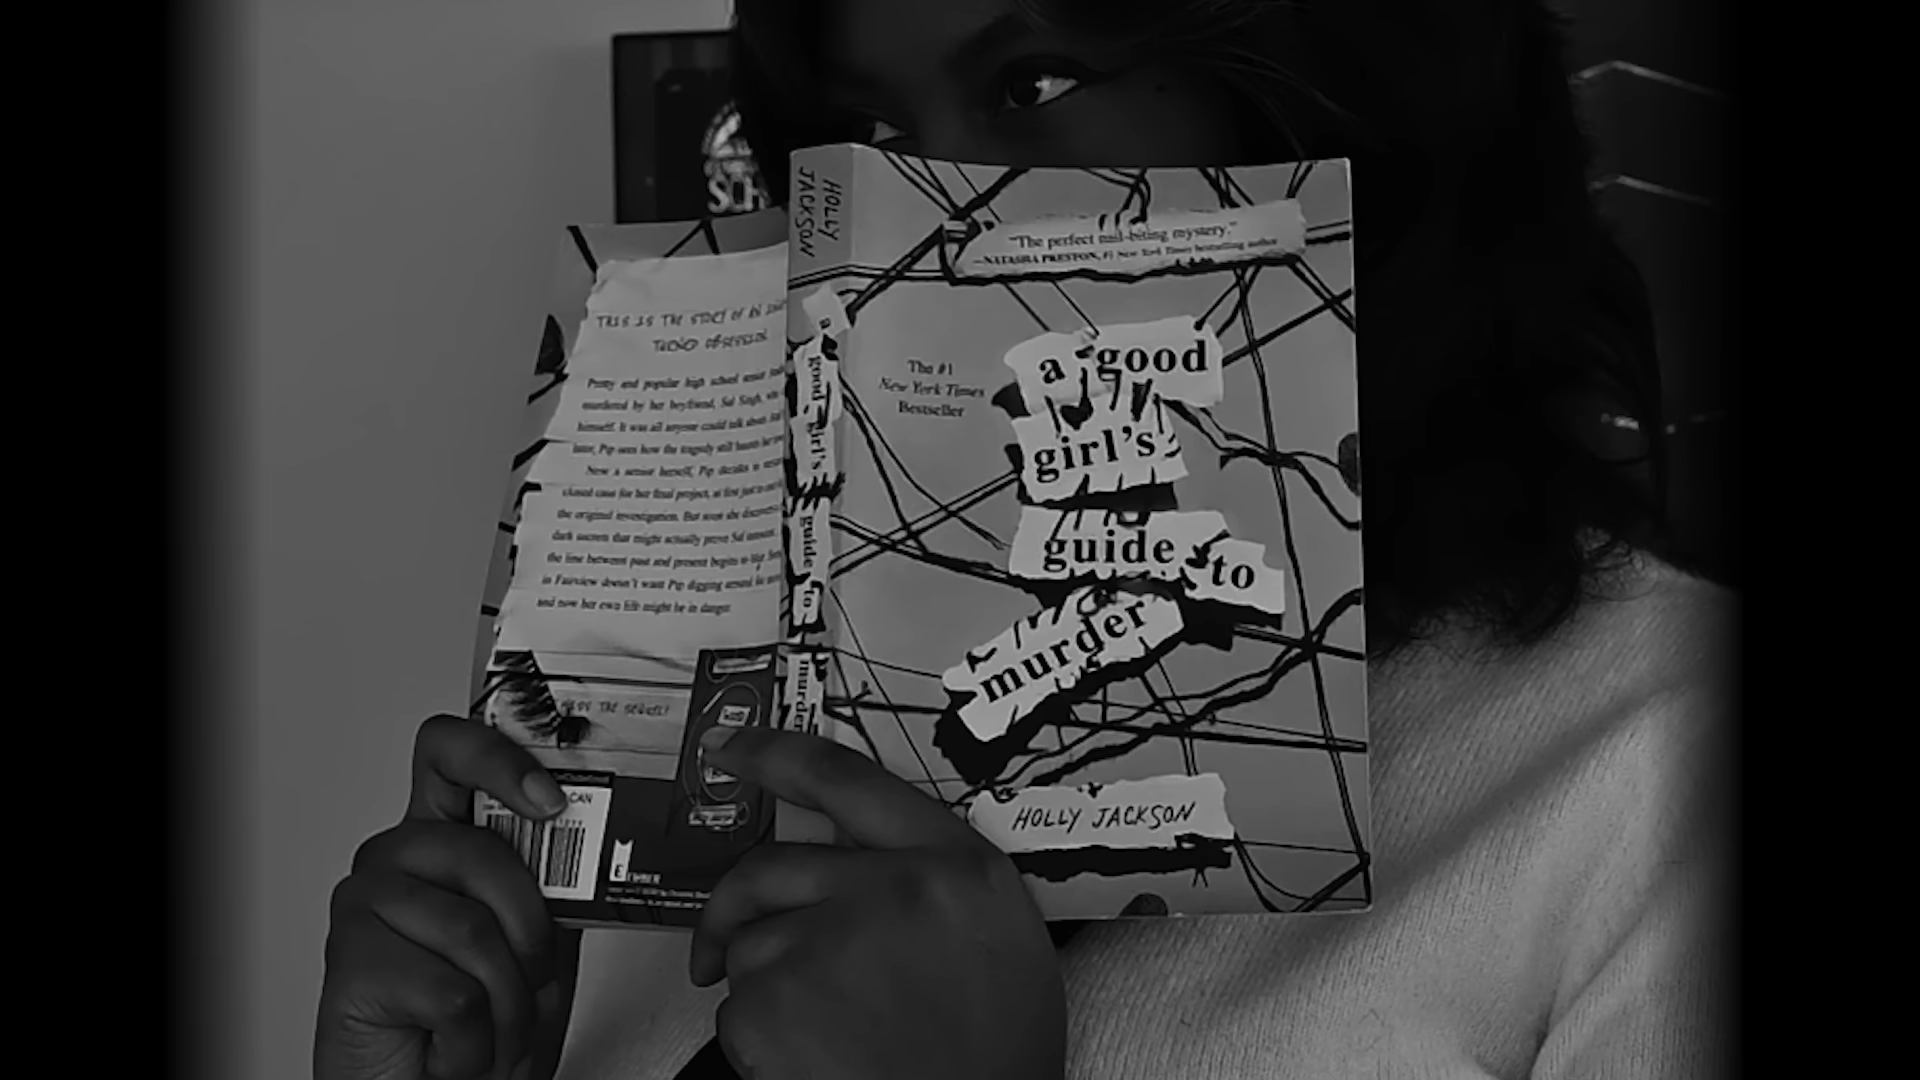 SCH
HOLLY
JACKSON
a
good girl's
guide
to
murder
"The perfect nail-biting mystery."
—NATASHA PRESTON, #1 New York Times bestselling author
The #1
New York Times
Bestseller
a good
girl's
guide to
murder
HOLLY JACKSON
THIS IS THE STORY OF AN
OBSESSION.
Pretty and popular high school senior
murdered by her boyfriend, Sal Singh, who
himself. It was all anyone could talk about.
later, Pip sees how the tragedy still haunts her
Now a senior herself, Pip decides to
closed case for her final project, at first just to
the original investigation. But soon she discovers
dark secrets that might actually prove Sal
the line between past and present begins to
in Fairview doesn't want Pip digging around
and now her own life might be in danger.
THE SEQUEL!
CAN
EMBER